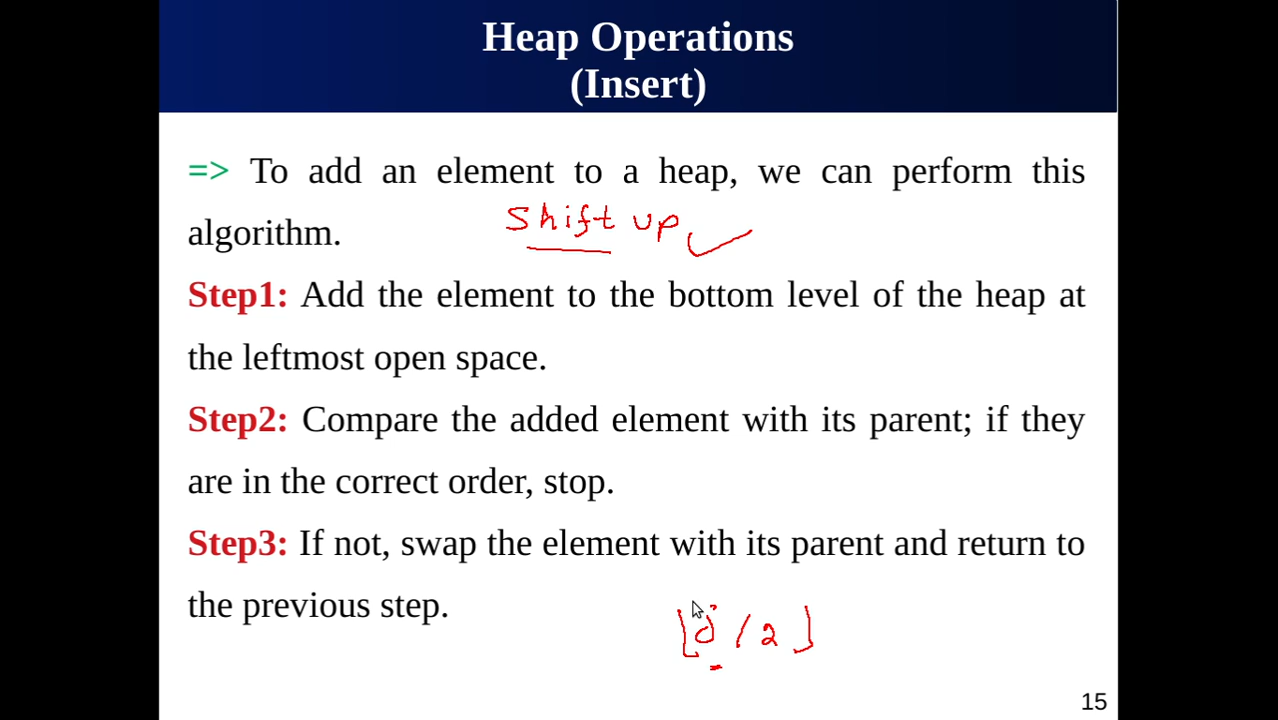 Heap Operations
(Insert)
=> To add an element to a heap, we can perform this
algorithm.
Shift up
Step1: Add the element to the bottom level of the heap at
the leftmost open space.
Step2: Compare the added element with its parent; if they
are in the correct order, stop.
Step3: If not, swap the element with its parent and return to
the previous step.
/2
15